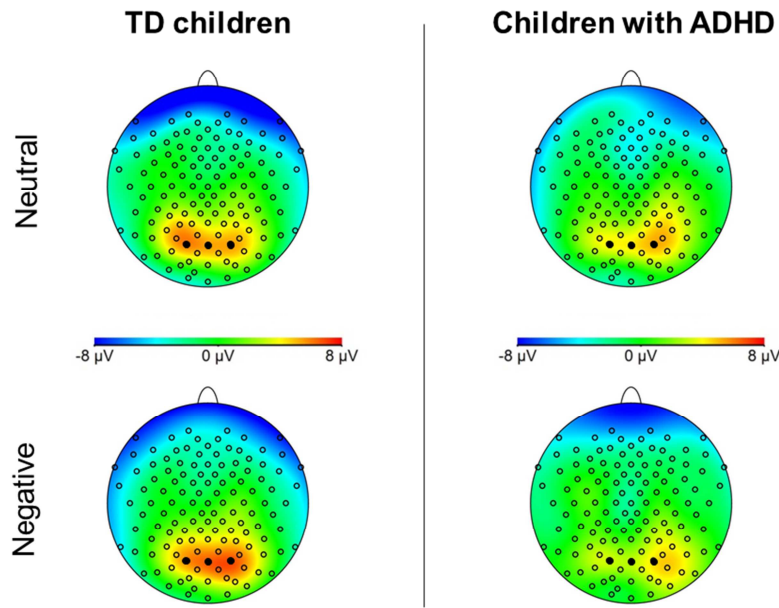 TD children
Children with ADHD
Neutral
-8 μV 0 μV 8 μV
-8 μV 0 μV 8 μV
Negative